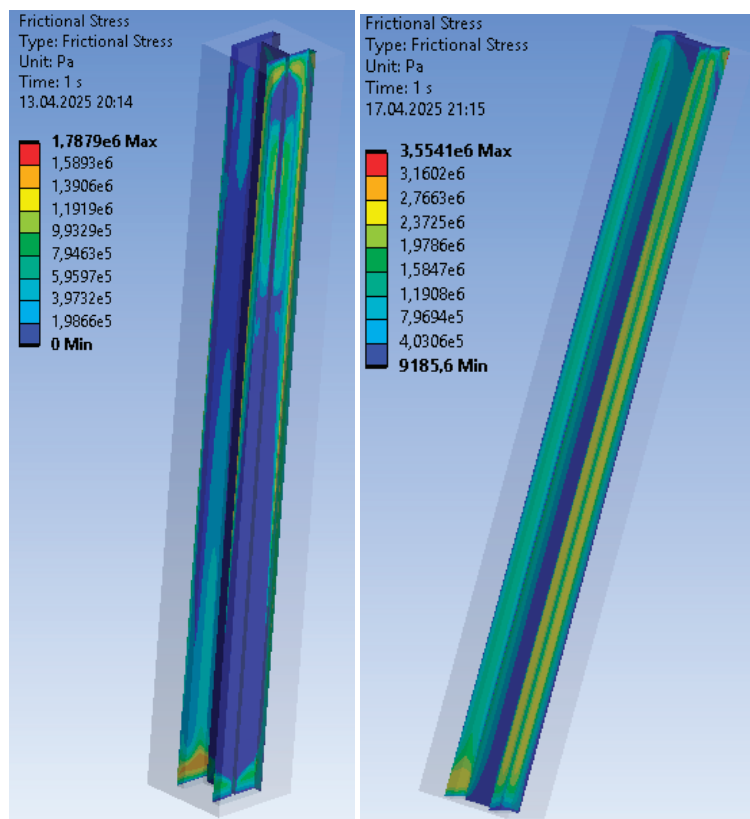 Frictional Stress
Type: Frictional Stress
Unit: Pa
Time: 1 s
13.04.2025 20:14
1,7879e6 Max
1,5893e6
1,3906e6
1,1919e6
9,9329e5
7,9463e5
5,9597e5
3,9732e5
1,9866e5
0 Min
Frictional Stress
Type: Frictional Stress
Unit: Pa
Time: 1 s
17.04.2025 21:15
3,5541e6 Max
3,1602e6
2,7663e6
2,3725e6
1,9786e6
1,5847e6
1,1908e6
7,9694e5
4,0306e5
9185,6 Min